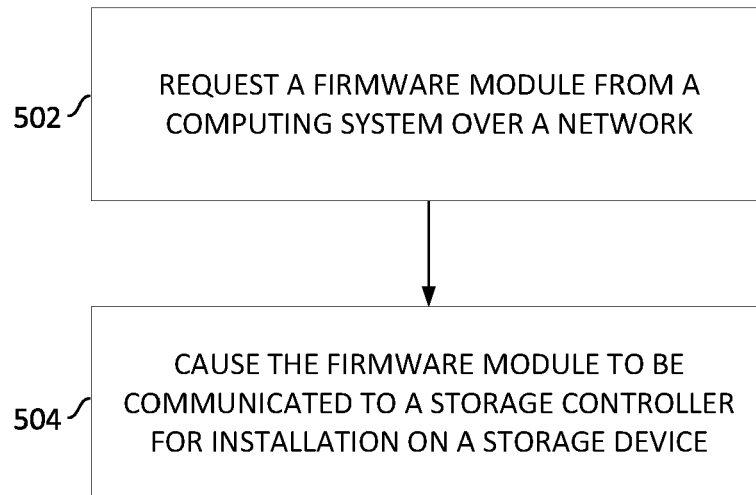 REQUEST A FIRMWARE MODULE FROM A
502
COMPUTING SYSTEM OVER A NETWORK
CAUSE THE FIRMWARE MODULE TO BE
504
COMMUNICATED TO A STORAGE CONTROLLER
FOR INSTALLATION ON A STORAGE DEVICE